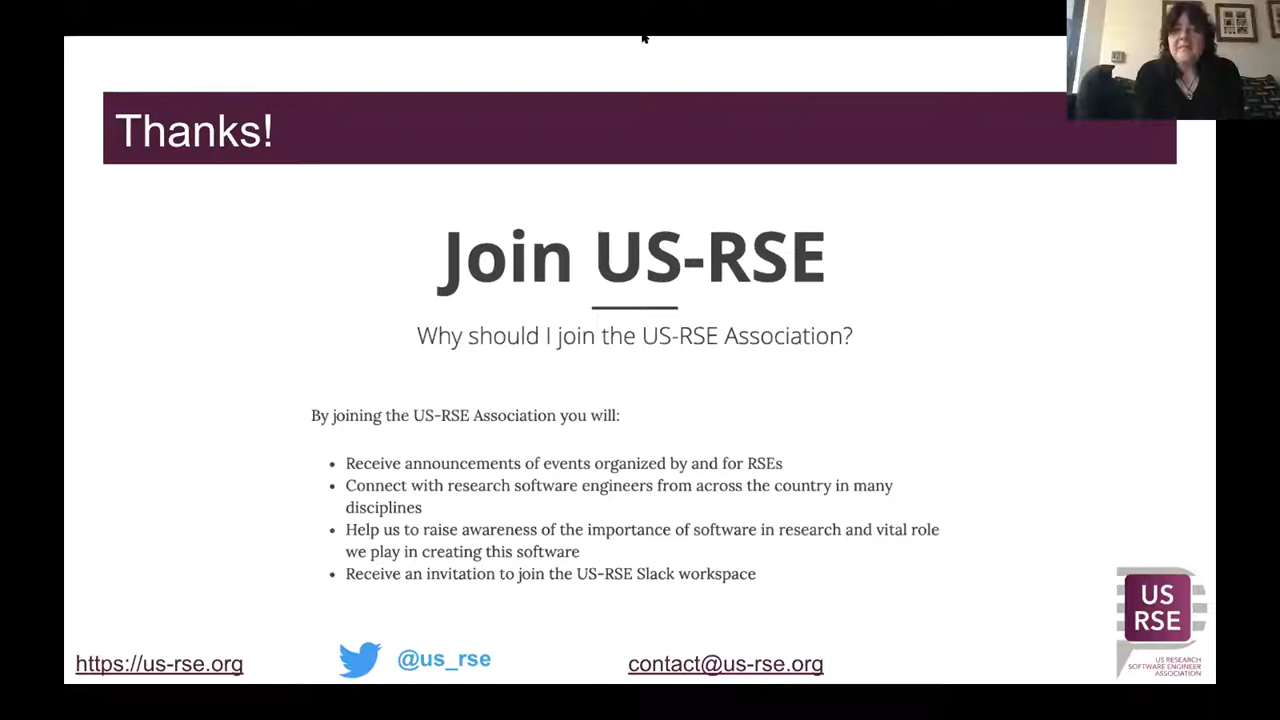 Thanks!
Join US-RSE
Why should I join the US-RSE Association?
By joining the US-RSE Association you will:
• Receive announcements of events organized by and for RSEs
• Connect with research software engineers from across the country in many
disciplines
• Help us to raise awareness of the importance of software in research and vital role
we play in creating this software
• Receive an invitation to join the US-RSE Slack workspace
https://us-rse.org
@us_rse
contact@us-rse.org
US
RSE
US RESEARCH
SOFTWARE ENGINEER
ASSOCIATION